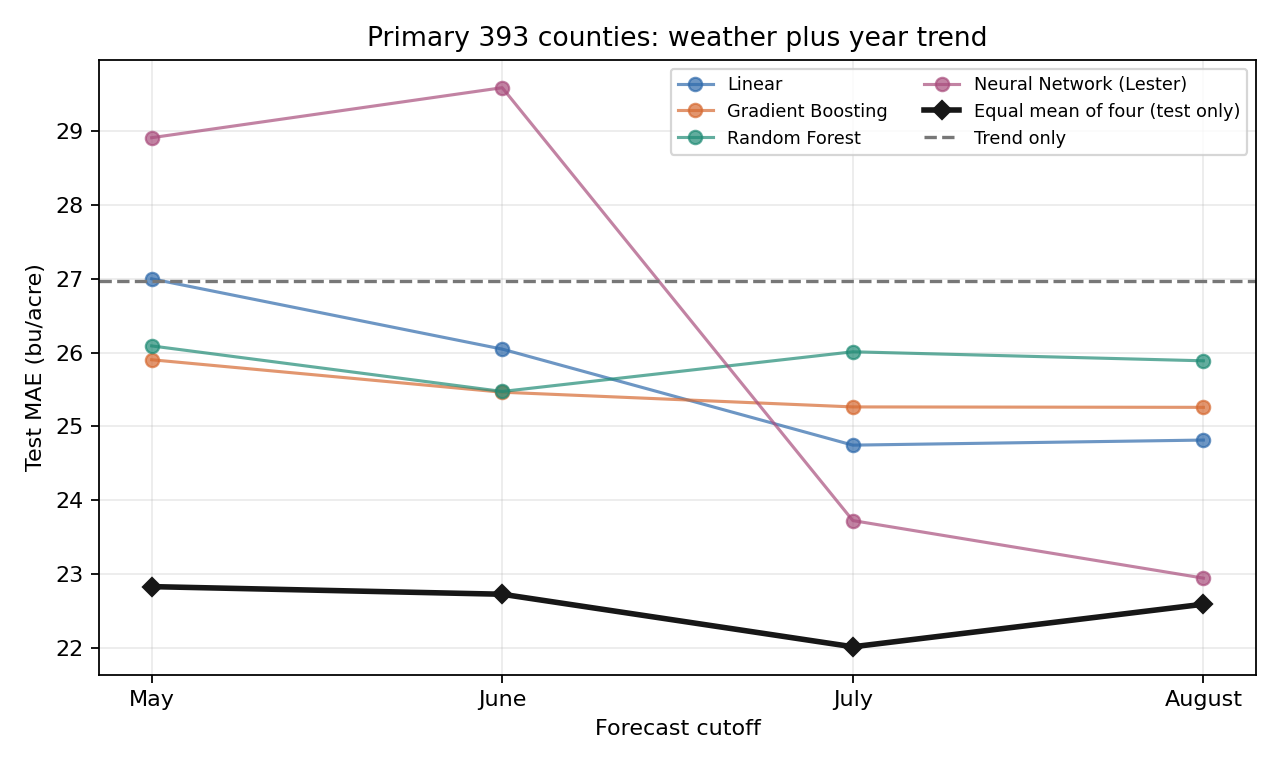 Primary 393 counties: weather plus year trend
Linear
Gradient Boosting
Random Forest
Neural Network (Lester)
Equal mean of four (test only)
Trend only
Test MAE (bu/acre)
29
28
27
26
25
24
23
22
May
June
July
August
Forecast cutoff